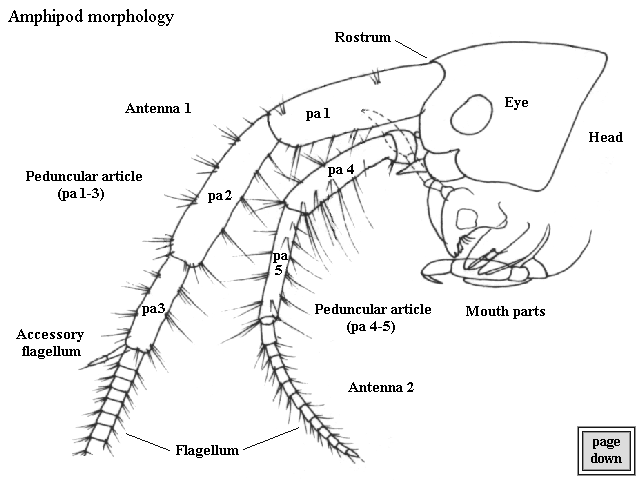 Amphipod morphology
Rostrum
Antenna 1
pa 1
Eye
Head
Peduncular article
(pa 1-3)
pa 2
pa 4
pa
5
pa3
Peduncular article
(pa 4-5)
Mouth parts
Accessory
flagellum
Antenna 2
Flagellum
page
down